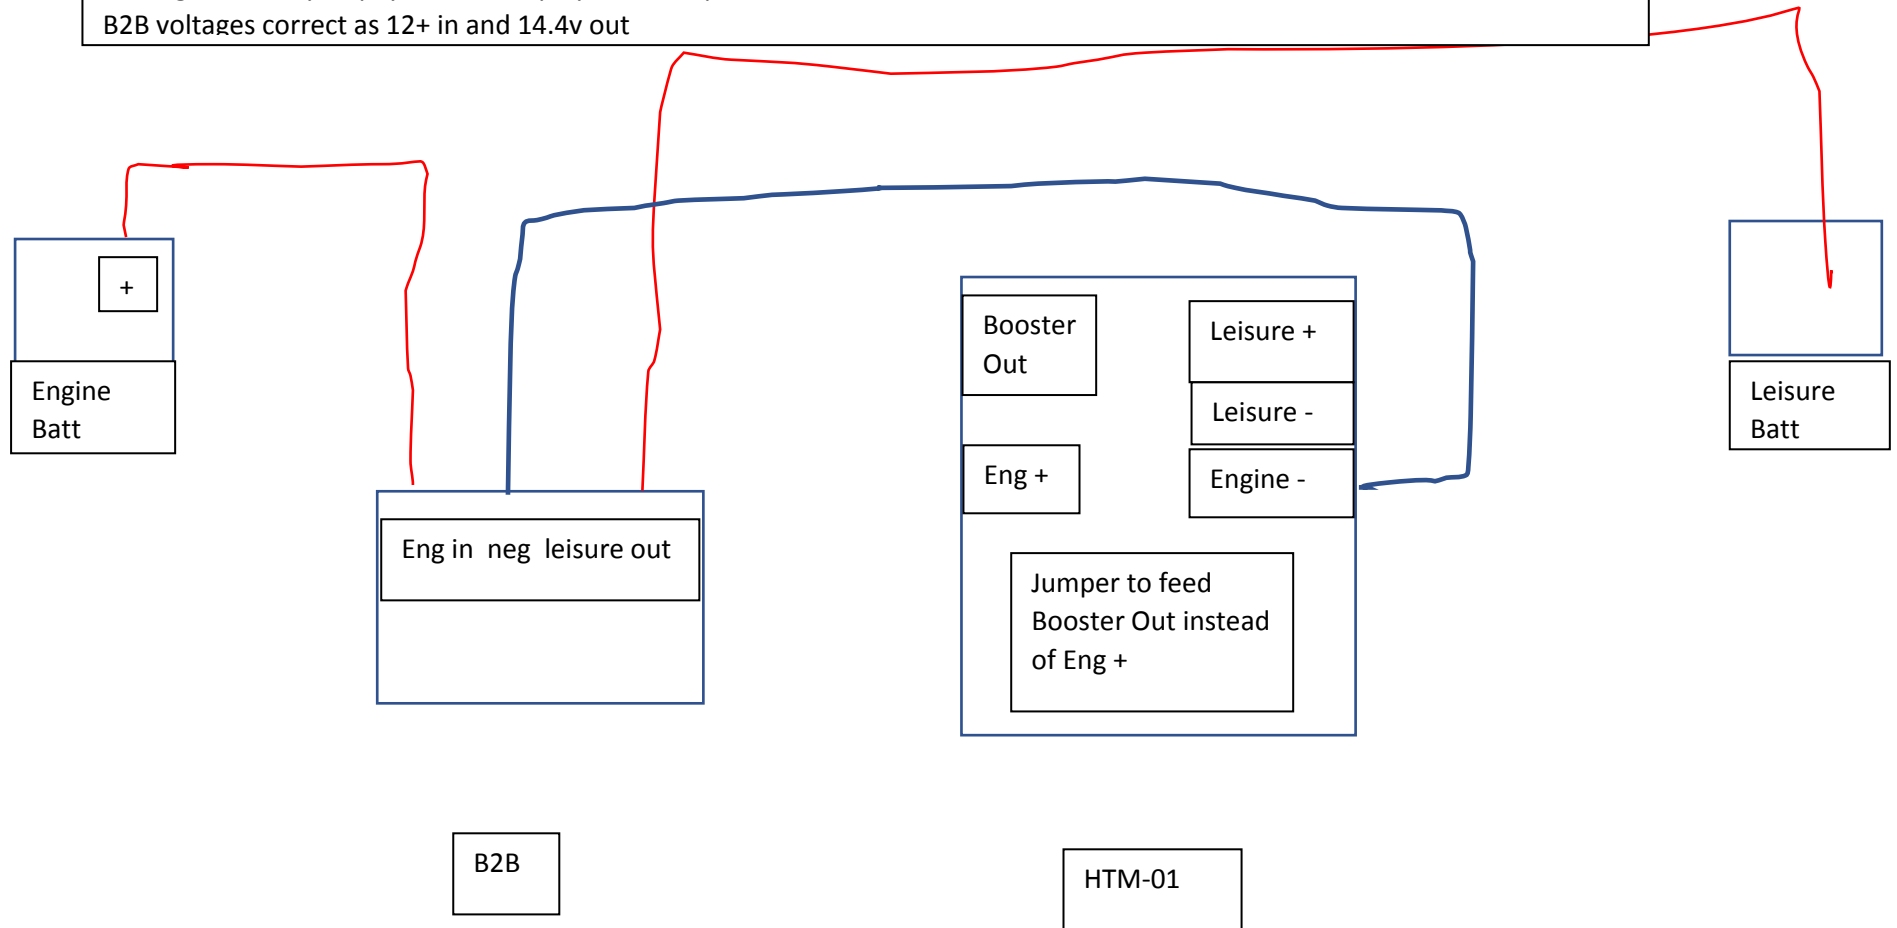 B2B voltages correct as 12+ in and 14.4v out
+
Engine
Batt
Eng in neg leisure out
B2B
Booster
Out
Eng +
Leisure +
Leisure -
Engine -
Jumper to feed
Booster Out instead
of Eng +
HTM-01
Leisure
Batt